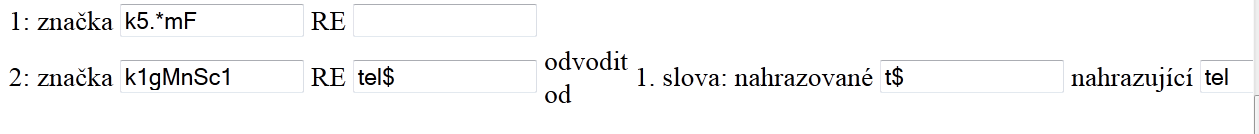 1: značka k5.*mF RE
2: značka k1gMnSc1 RE tel$ odvodit od 1. slova: nahrazované t$ nahrazující tel